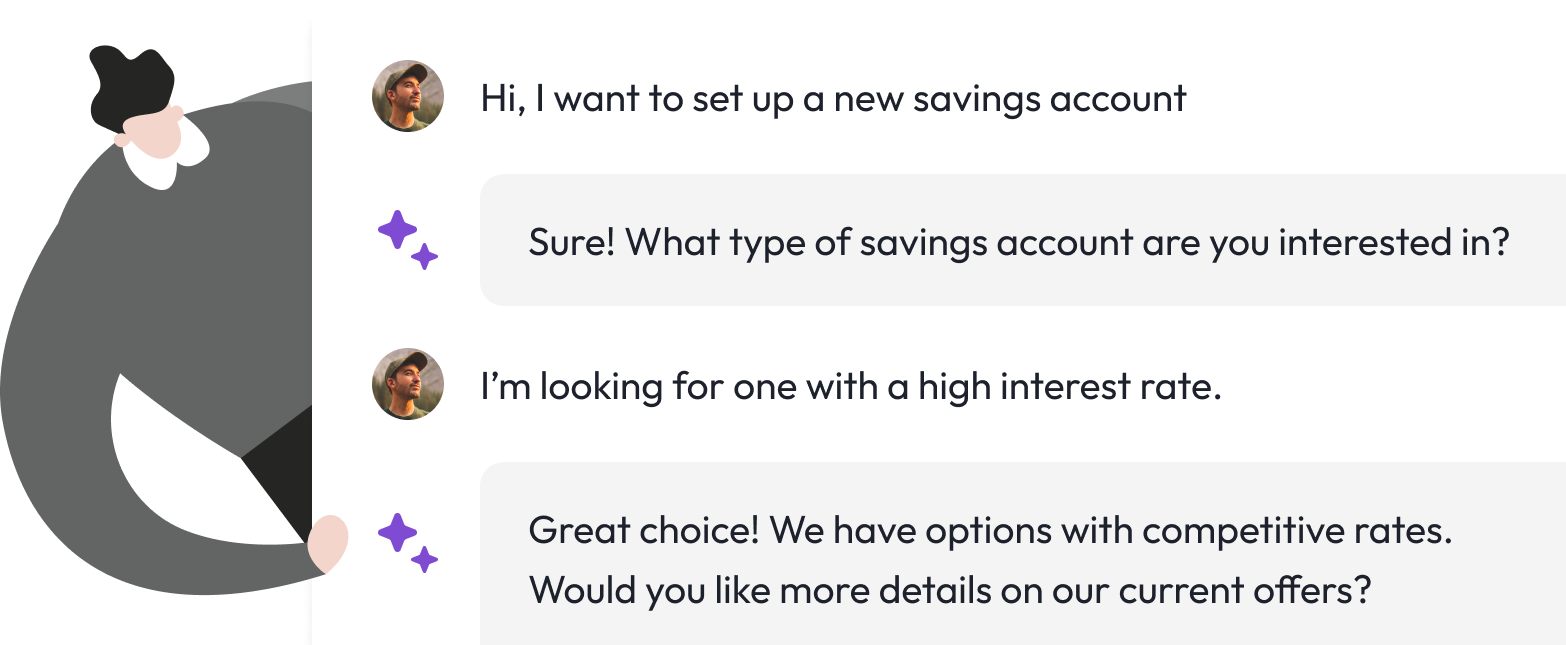 Hi, I want to set up a new savings account
Sure! What type of savings account are you interested in?
I’m looking for one with a high interest rate.
Great choice! We have options with competitive rates.
Would you like more details on our current offers?